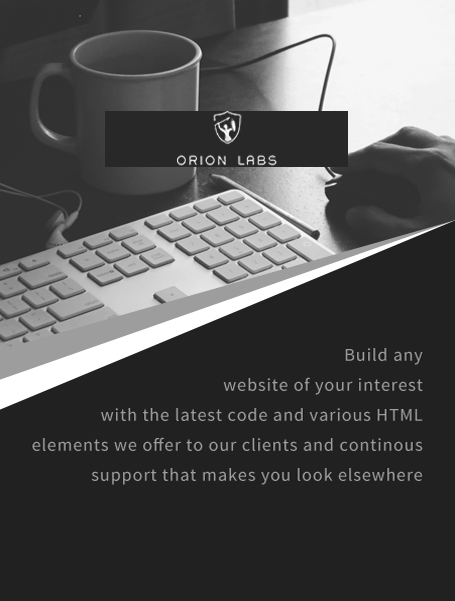 ORION LABS
Build any
website of your interest
with the latest code and various HTML
elements we offer to our clients and continous
support that makes you look elsewhere